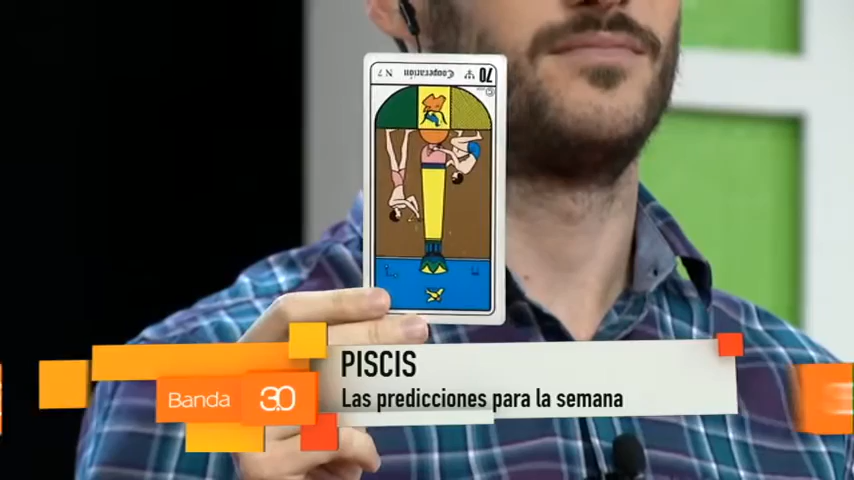 70 Cooperación N 7
PISCIS
Las predicciones para la semana
Banda 3.0